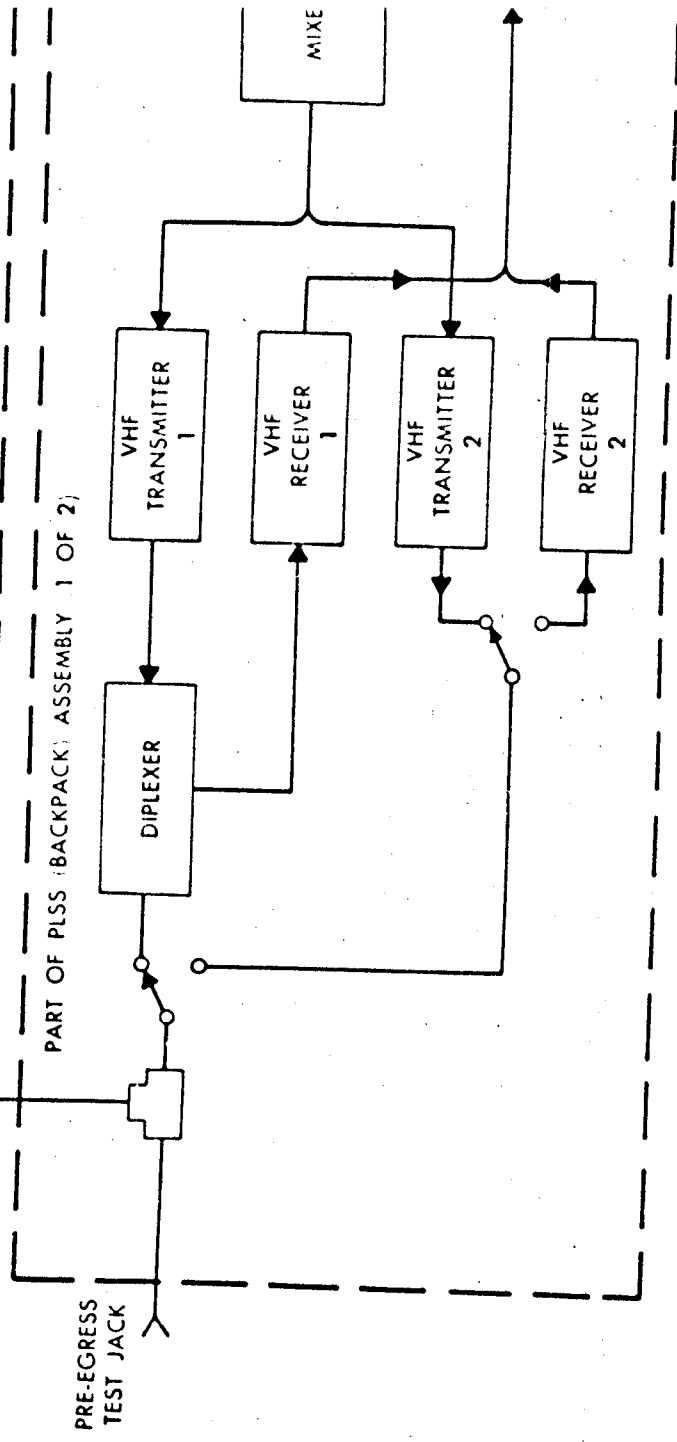 PRE-EGRESS
TEST JACK
PART OF PLSS (BACKPACK) ASSEMBLY 1 OF 2)
DIPLEXER
VHF
TRANSMITTER
1
VHF
RECEIVER
1
VHF
TRANSMITTER
2
VHF
RECEIVER
2
MIXE